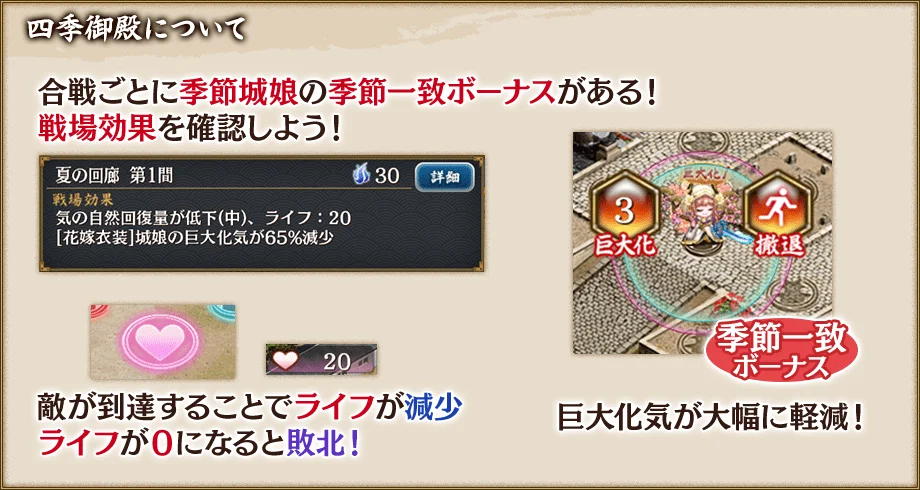 四季御殿について
合戦ごとに季節城娘の季節一致ボーナスがある！
戦場効果を確認しよう！
夏の回廊 第1間
30
詳細
戦場効果
気の自然回復量が低下(中)、ライフ：20
[花嫁衣装]城娘の巨大化気が65%減少
巨大化！
3
巨大化
撤退
20
季節一致
ボーナス
敵が到達することでライフが減少
ライフが0になると敗北！
巨大化気が大幅に軽減！